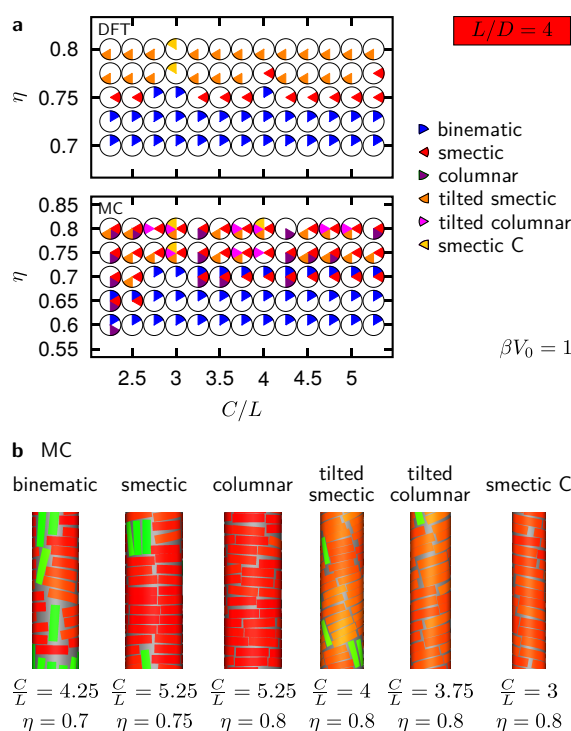 a
DFT
L/D = 4
0.8
0.75
0.7
η
binematic
smectic
columnar
tilted smectic
tilted columnar
smectic C
MC
0.85
0.8
0.75
0.7
0.65
0.6
0.55
η
βV₀ = 1
2.5 3 3.5 4 4.5 5
C/L
b MC
binematic smectic columnar tilted smectic tilted columnar smectic C
C/L = 4.25 C/L = 5.25 C/L = 5.25 C/L = 4 C/L = 3.75 C/L = 3
η = 0.7 η = 0.75 η = 0.8 η = 0.8 η = 0.8 η = 0.8